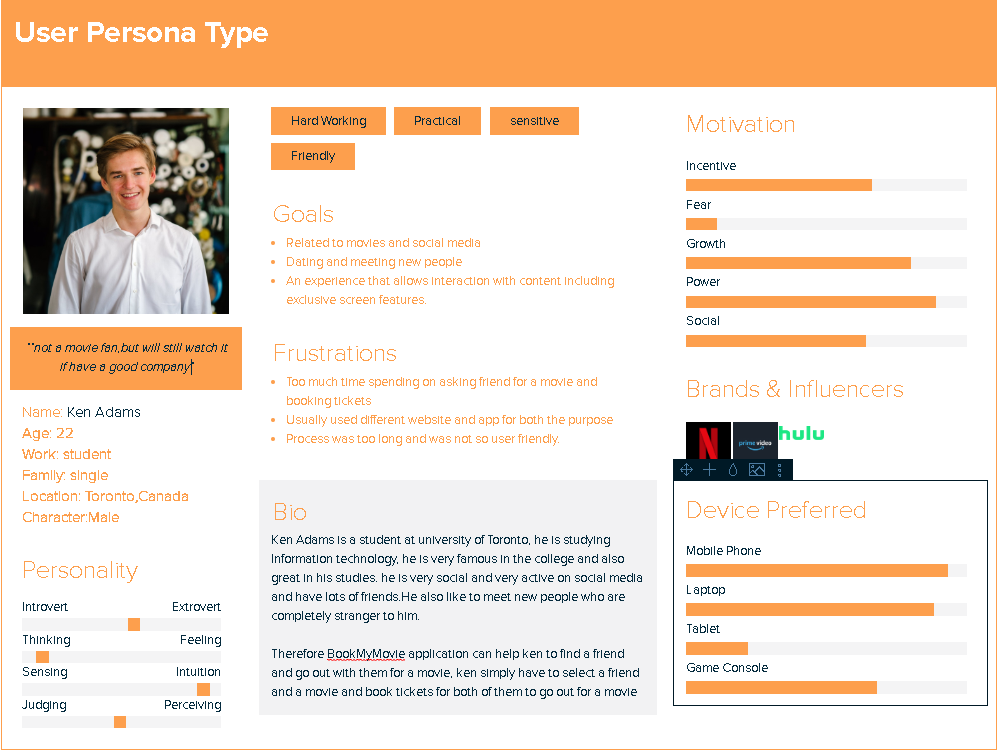 User Persona Type
"not a movie fan,but will still watch it
if have a good company"
Name: Ken Adams
Age: 22
Work: student
Family: single
Location: Toronto,Canada
Character:Male
Personality
Introvert Extrovert
Thinking Feeling
Sensing Intuition
Judging Perceiving
Hard Working Practical sensitive
Friendly
Goals
Related to movies and social media
Dating and meeting new people
An experience that allows interaction with content including
exclusive screen features.
Frustrations
Too much time spending on asking friend for a movie and
booking tickets
Usually used different website and app for both the purpose
Process was too long and was not so user friendly.
Bio
Ken Adams is a student at university of Toronto, he is studying
Information technology, he is very famous in the college and also
great in his studies. he is very social and very active on social media
and have lots of friends.He also like to meet new people who are
completely stranger to him.
Therefore BookMyMovie application can help ken to find a friend
and go out with them for a movie, ken simply have to select a friend
and a movie and book tickets for both of them to go out for a movie
Motivation
Incentive
Fear
Growth
Power
Social
Brands & Influencers
N prime video hulu
Device Preferred
Mobile Phone
Laptop
Tablet
Game Console